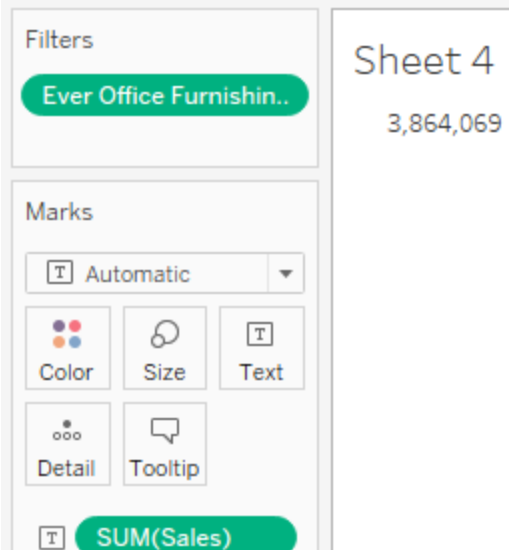 Filters
Ever Office Furnishin..
Marks
T Automatic
Color
Size
T
Text
Detail
Tooltip
T SUM(Sales)
Sheet 4
3,864,069